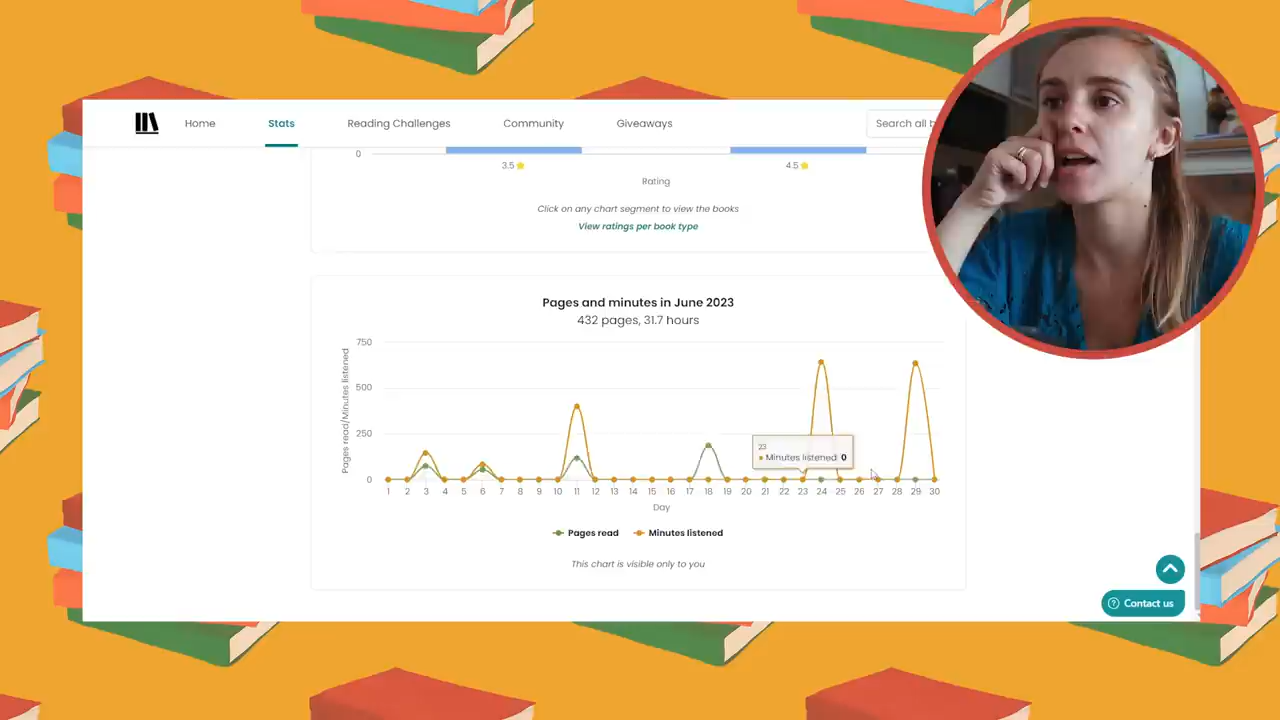 Home Stats Reading Challenges Community Giveaways Search all b
0
3.5 4.5
Rating
Click on any chart segment to view the books
View ratings per book type
Pages and minutes in June 2023
432 pages, 31.7 hours
Pages read/Minutes listened
750
500
250
0
23
Minutes listened: 0
1 2 3 4 5 6 7 8 9 10 11 12 13 14 15 16 17 18 19 20 21 22 23 24 25 26 27 28 29 30
Day
Pages read Minutes listened
This chart is visible only to you
Contact us